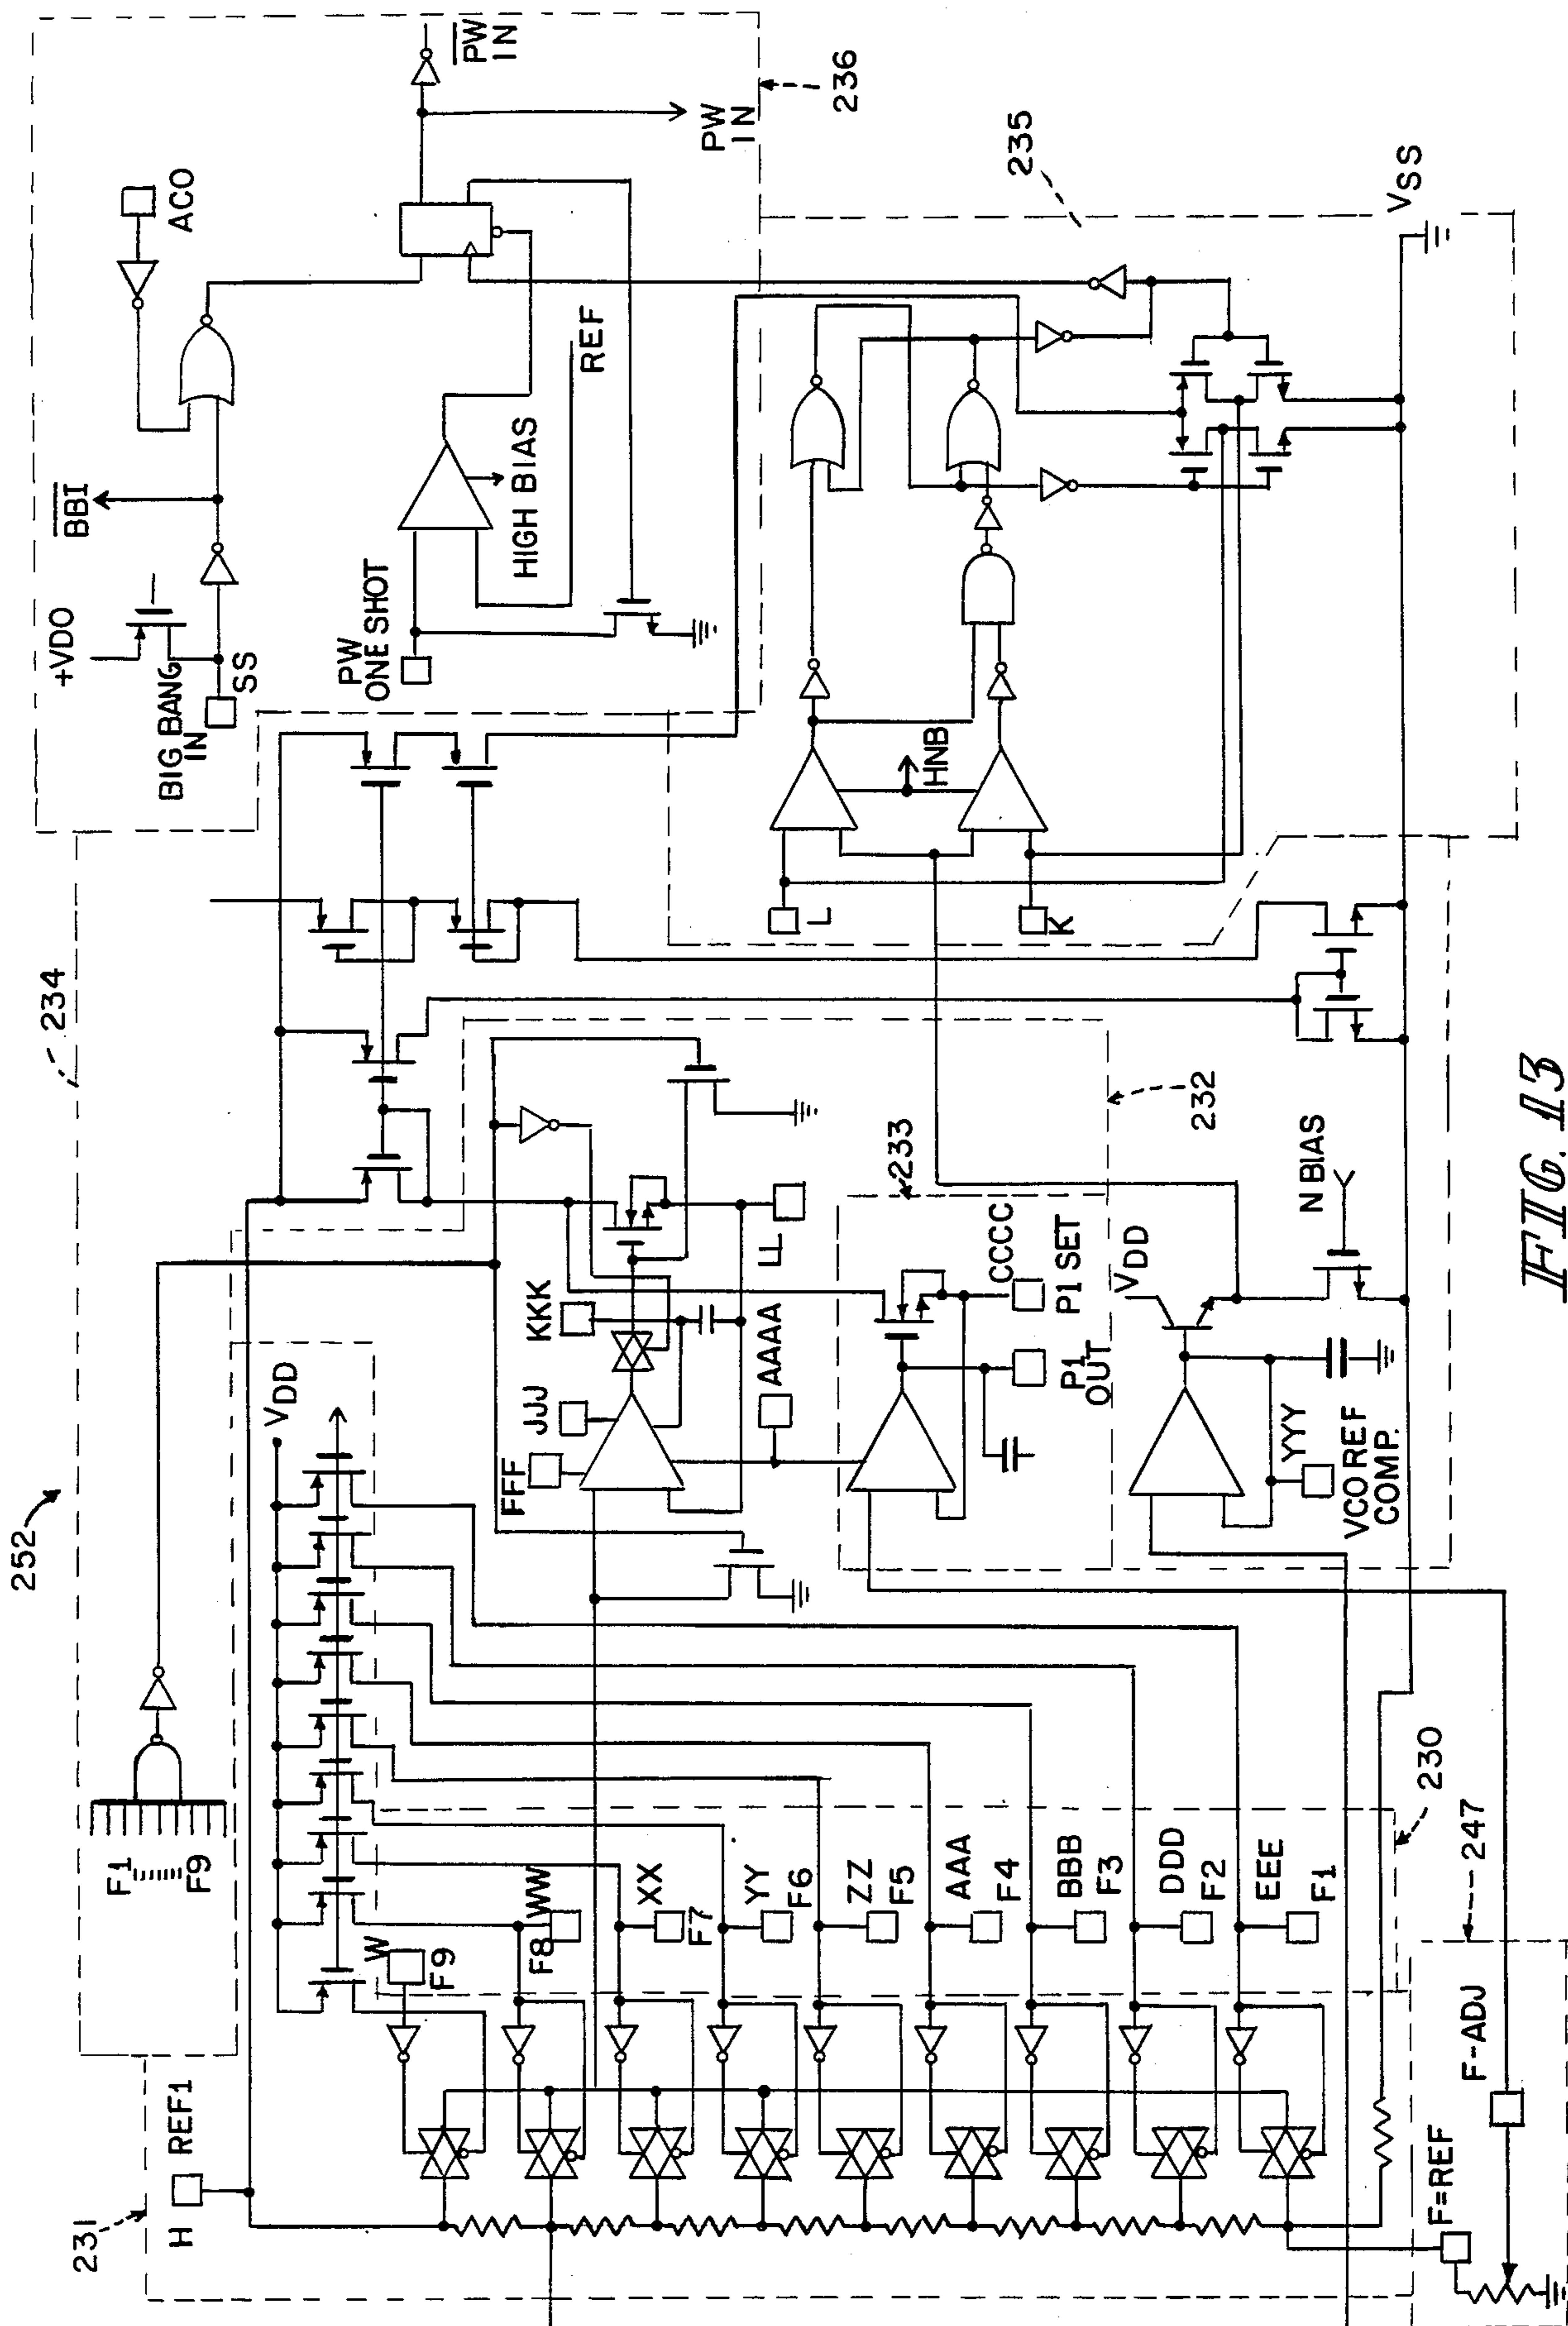 252
234
+VDO
BIG BANG
IN
SS
BBI
ACO
PW
IN
PW
IN
236
PW
ONE SHOT
HIGH BIAS
REF
235
VSS
HNB
L
K
F1
F9
VDD
FFF
JJJ
KKK
LL
AAAA
233
232
P1
OUT
P1 SET
CCCC
VDD
N BIAS
YYY
VCO REF
COMP.
231
H
REF1
W
F9
WW
F8
XX
F7
YY
F6
ZZ
F5
AAA
F4
BBB
F3
DDD
F2
EEE
F1
230
247
F=REF
F-ADJ
FIG. 13